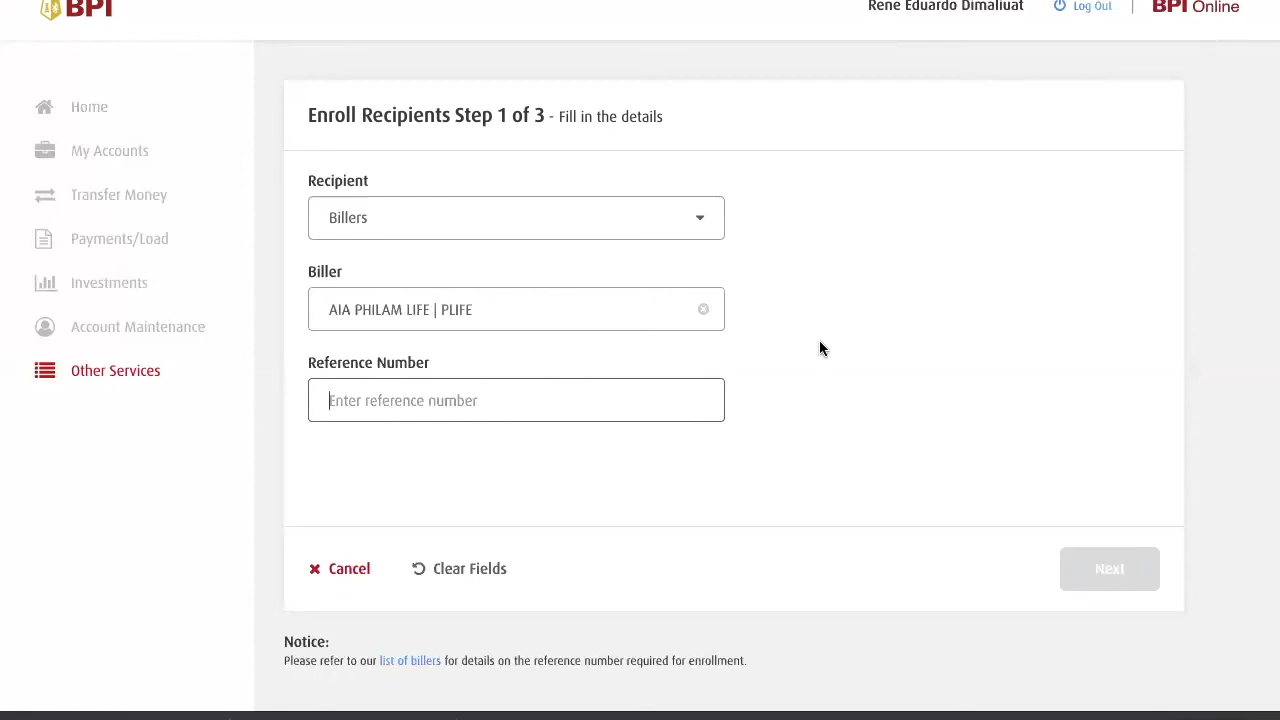 BPI
Rene Eduardo Dimaliuat
Log Out
BPI Online
Home
My Accounts
Transfer Money
Payments/Load
Investments
Account Maintenance
Other Services
Enroll Recipients Step 1 of 3 - Fill in the details
Recipient
Billers
Biller
AIA PHILAM LIFE | PLIFE
Reference Number
Enter reference number
Cancel
Clear Fields
Next
Notice:
Please refer to our list of billers for details on the reference number required for enrollment.